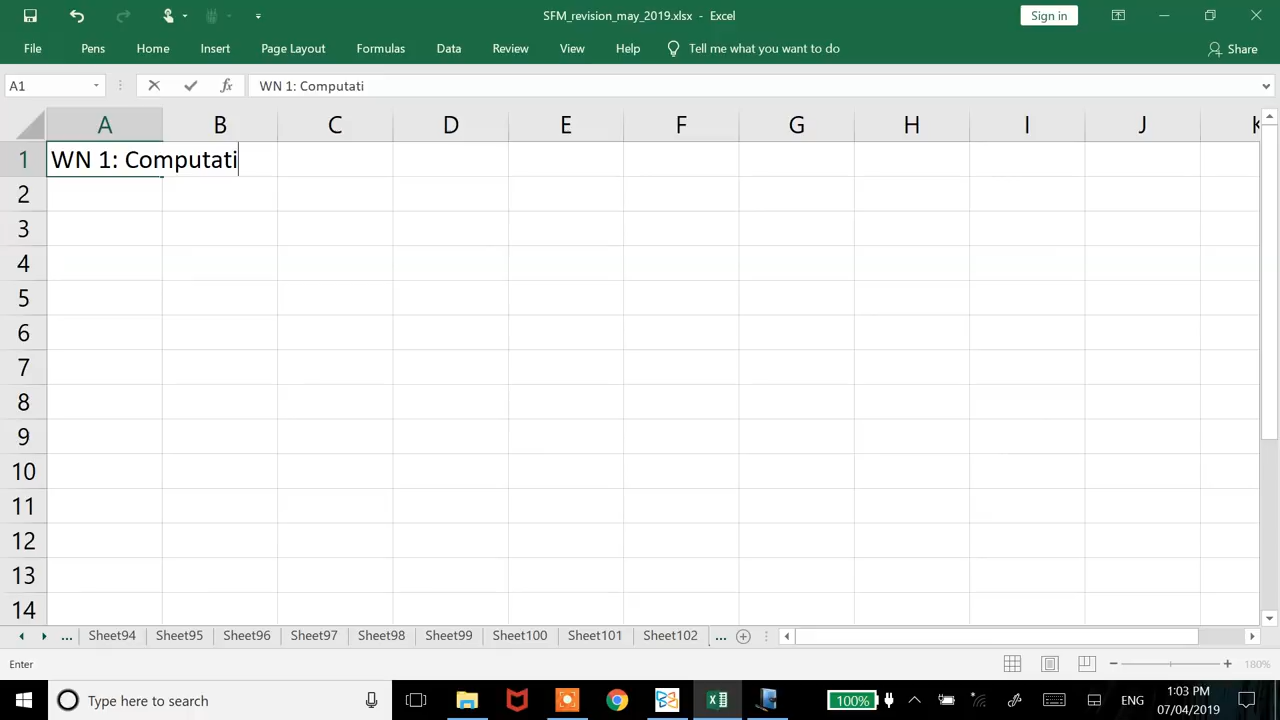 SFM_revision_may_2019.xlsx - Excel
Sign in
File Pens Home Insert Page Layout Formulas Data Review View Help Tell me what you want to do Share
A1 fx WN 1: Computati
A B C D E F G H I J K
1 WN 1: Computati
2
3
4
5
6
7
8
9
10
11
12
13
14
... Sheet94 Sheet95 Sheet96 Sheet97 Sheet98 Sheet99 Sheet100 Sheet101 Sheet102 ...
Enter 180%
Type here to search 100% ENG 1:03 PM
07/04/2019